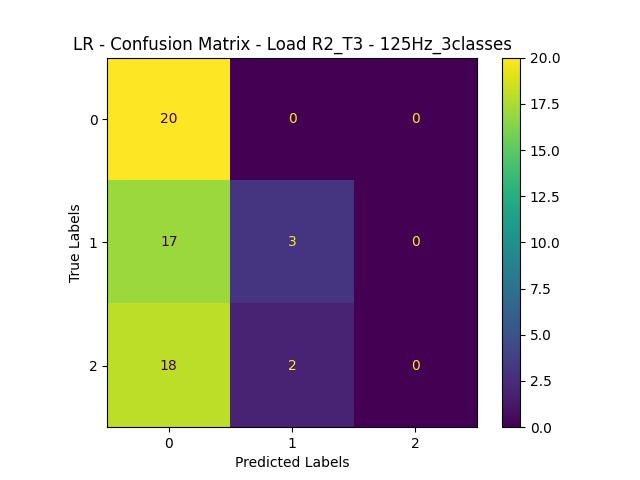 LR - Confusion Matrix - Load R2_T3 - 125Hz_3classes
True Labels
0 20 0 0
1 17 3 0
2 18 2 0
0 1 2
Predicted Labels
20.0
17.5
15.0
12.5
10.0
7.5
5.0
2.5
0.0